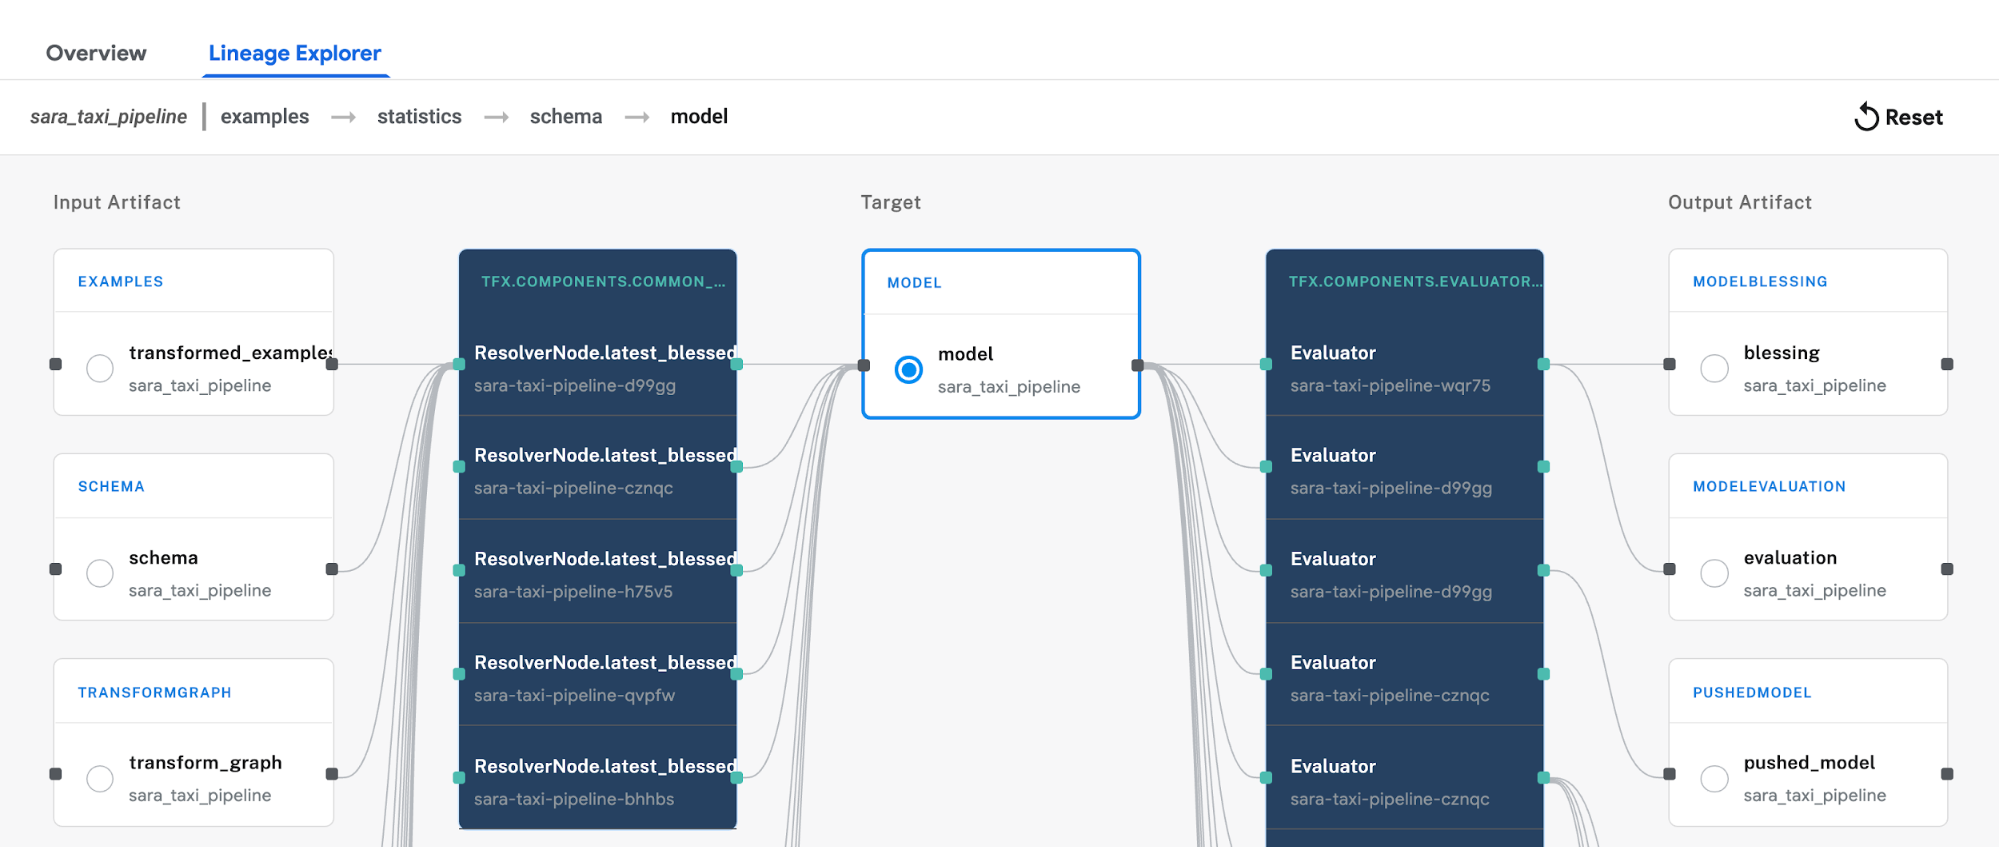 Overview
Lineage Explorer
sara_taxi_pipeline
examples
statistics
schema
model
Reset
Input Artifact
Target
Output Artifact
EXAMPLES
transformed_examples
sara_taxi_pipeline
SCHEMA
schema
sara_taxi_pipeline
TRANSFORMGRAPH
transform_graph
sara_taxi_pipeline
TFX.COMPONENTS.COMMON_...
ResolverNode.latest_blessed
sara-taxi-pipeline-d99gg
ResolverNode.latest_blessed
sara-taxi-pipeline-cznqc
ResolverNode.latest_blessed
sara-taxi-pipeline-h75v5
ResolverNode.latest_blessed
sara-taxi-pipeline-qvpfw
ResolverNode.latest_blessed
sara-taxi-pipeline-bhhbs
MODEL
model
sara_taxi_pipeline
TFX.COMPONENTS.EVALUATOR...
Evaluator
sara-taxi-pipeline-wqr75
Evaluator
sara-taxi-pipeline-d99gg
Evaluator
sara-taxi-pipeline-d99gg
Evaluator
sara-taxi-pipeline-cznqc
Evaluator
sara-taxi-pipeline-cznqc
MODELBLESSING
blessing
sara_taxi_pipeline
MODELEVALUATION
evaluation
sara_taxi_pipeline
PUSHEDMODEL
pushed_model
sara_taxi_pipeline